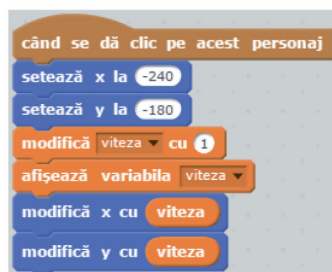 când se dă clic pe acest personaj
setează x la -240
setează y la -180
modifică viteza cu 1
afișează variabila viteza
modifică x cu viteza
modifică y cu viteza